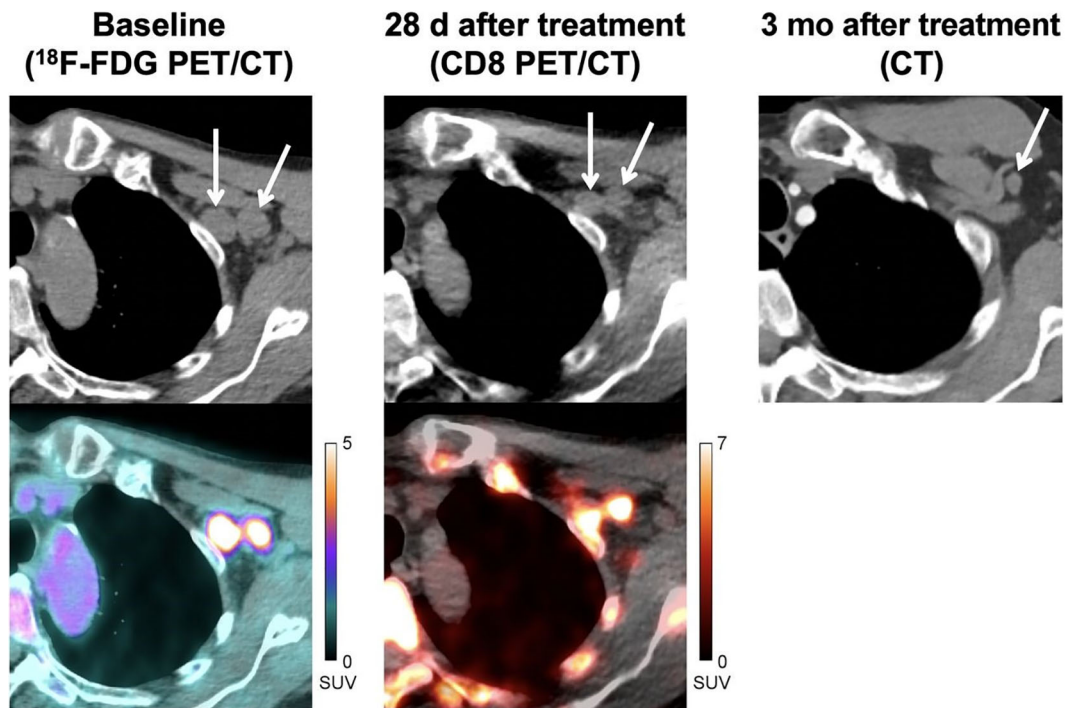 Baseline
(¹⁸F-FDG PET/CT)
28 d after treatment
(CD8 PET/CT)
3 mo after treatment
(CT)
5
0
SUV
7
0
SUV